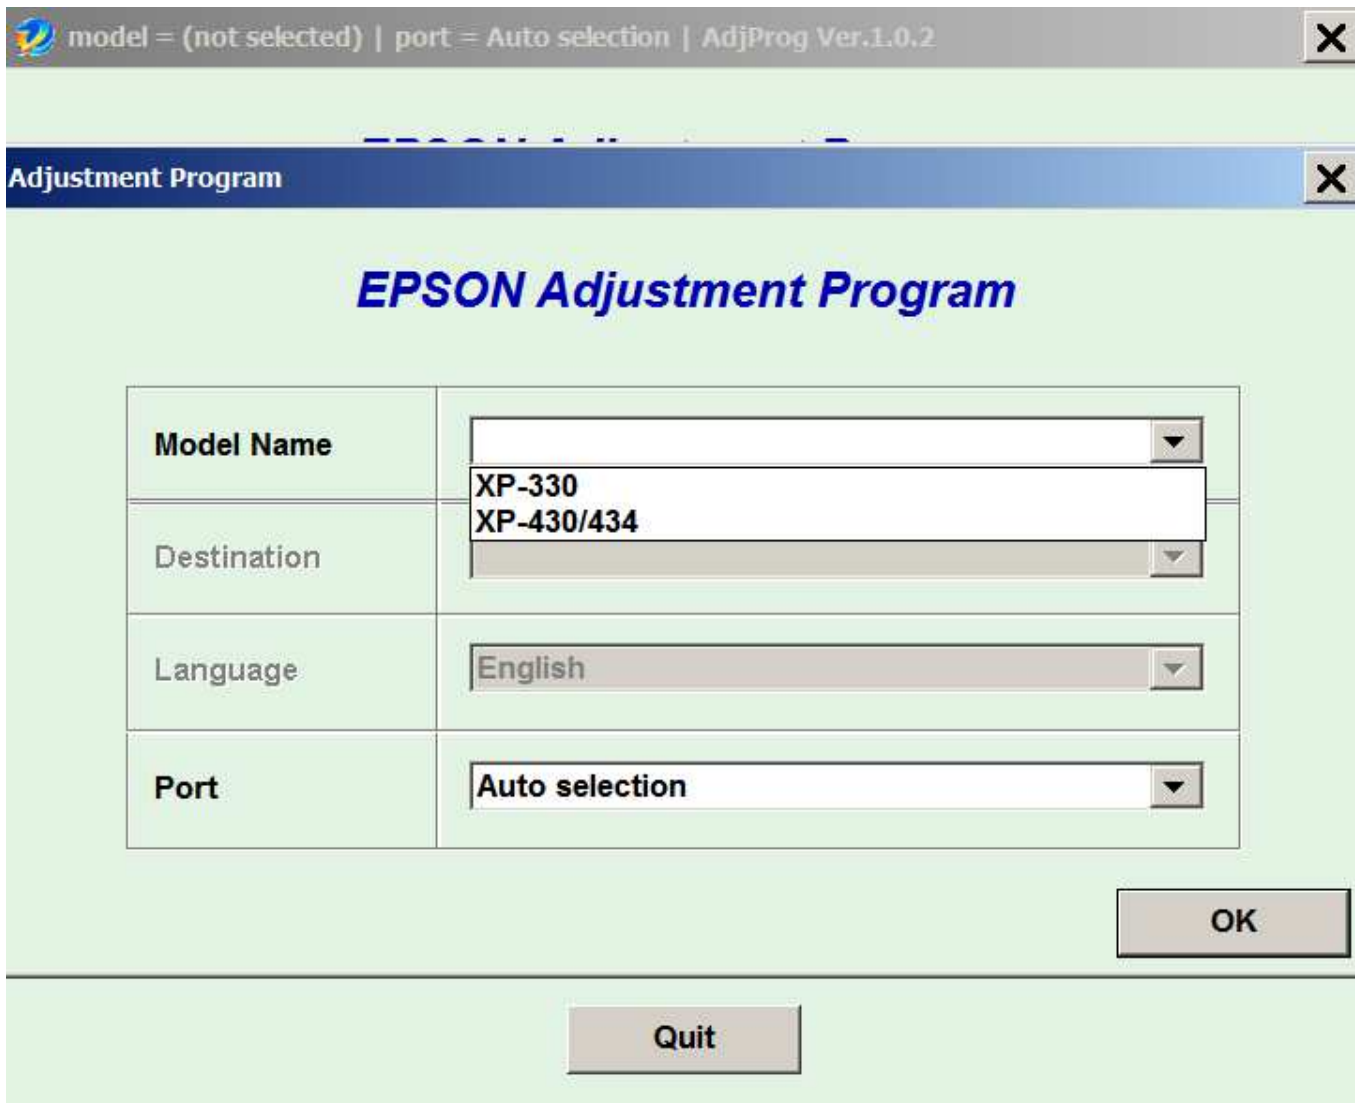 model = (not selected) | port = Auto selection | AdjProg Ver.1.0.2
Adjustment Program
EPSON Adjustment Program
Model Name
XP-330
XP-430/434
Destination
Language
English
Port
Auto selection
OK
Quit